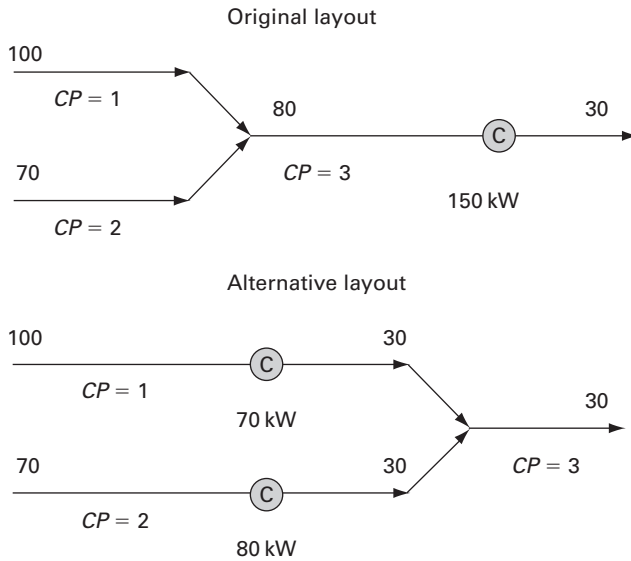 Original layout
100
CP = 1
80
30
C
70
CP = 3
150 kW
CP = 2
Alternative layout
100
30
C
CP = 1
70 kW
30
70
30
CP = 3
C
CP = 2
80 kW